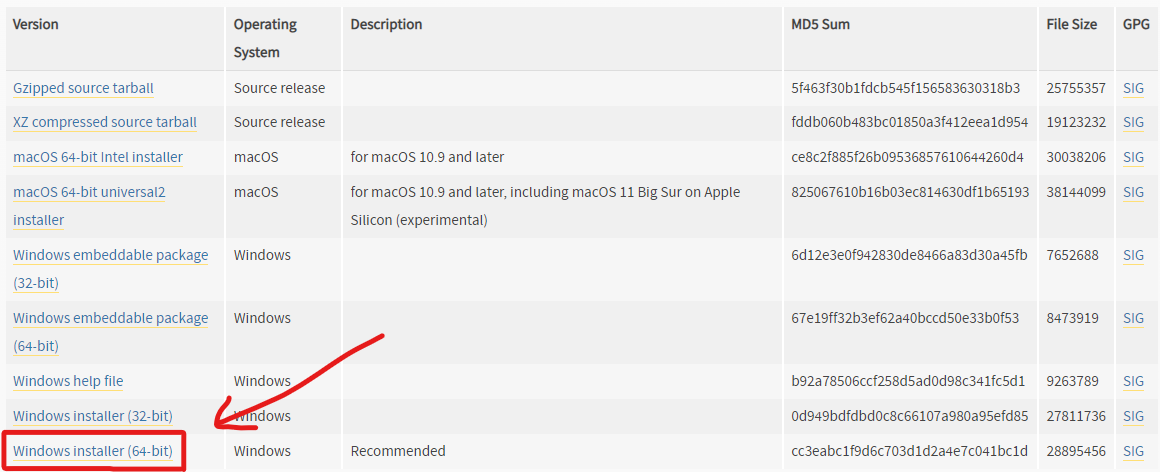 Version Operating System Description MD5 Sum File Size GPG
Gzipped source tarball Source release 5f463f30b1fdcb545f156583630318b3 25755357 SIG
XZ compressed source tarball Source release fddb060b483bc01850a3f412eea1d954 19123232 SIG
macOS 64-bit Intel installer macOS for macOS 10.9 and later ce8c2f885f26b09536857610644260d4 30038206 SIG
macOS 64-bit universal2 macOS for macOS 10.9 and later, including macOS 11 Big Sur on Apple 825067610b16b03ec814630df1b65193 38144099 SIG
installer Silicon (experimental)
Windows embeddable package Windows 6d12e3e0f942830de8466a83d30a45fb 7652688 SIG
(32-bit)
Windows embeddable package Windows 67e19ff32b3ef62a40bccd50e33b0f53 8473919 SIG
(64-bit)
Windows help file Windows b92a78506ccf258d5ad0d98c341fc5d1 9263789 SIG
Windows installer (32-bit) Windows 0d949bdfdbd0c8c66107a980a95efd85 27811736 SIG
Windows installer (64-bit) Windows Recommended cc3eabc1f9d6c703d1d2a4e7c041bc1d 28895456 SIG